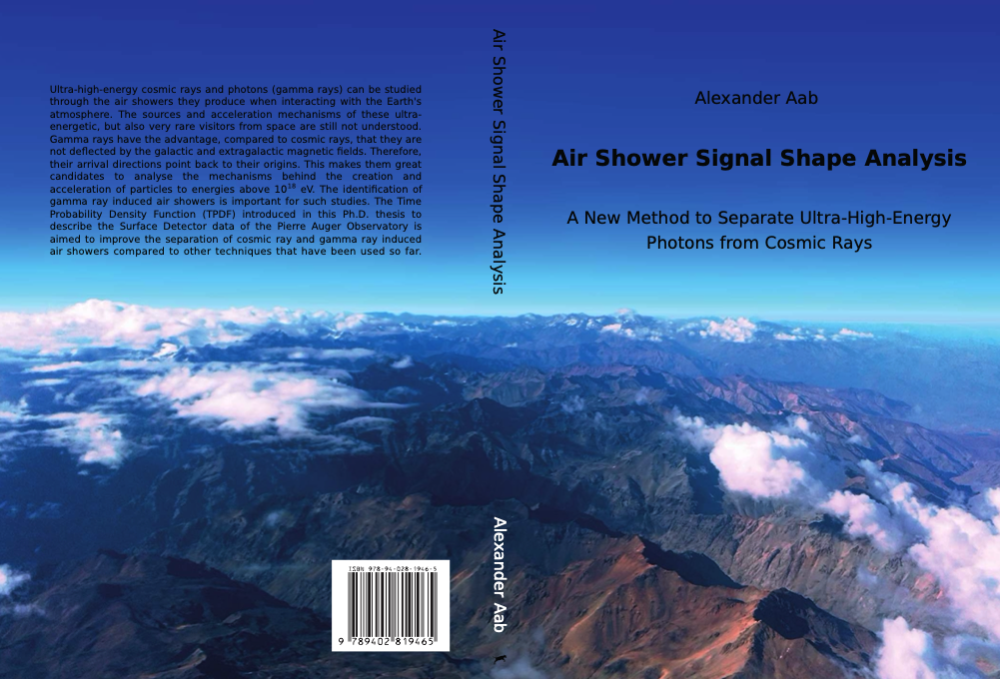 Ultra-high-energy cosmic rays and photons (gamma rays) can be studied
through the air showers they produce when interacting with the Earth's
atmosphere. The sources and acceleration mechanisms of these ultra-
energetic, but also very rare visitors from space are still not understood.
Gamma rays have the advantage, compared to cosmic rays, that they are
not deflected by the galactic and extragalactic magnetic fields. Therefore,
their arrival directions point back to their origins. This makes them great
candidates to analyse the mechanisms behind the creation and
acceleration of particles to energies above 10¹⁸ eV. The identification of
gamma ray induced air showers is important for such studies. The Time
Probability Density Function (TPDF) introduced in this Ph.D. thesis to
describe the Surface Detector data of the Pierre Auger Observatory is
aimed to improve the separation of cosmic ray and gamma ray induced
air showers compared to other techniques that have been used so far.
ISBN 978-94-028-1946-5
9 789402 819465
Air Shower Signal Shape Analysis
Alexander Aab
Alexander Aab
Air Shower Signal Shape Analysis
A New Method to Separate Ultra-High-Energy
Photons from Cosmic Rays